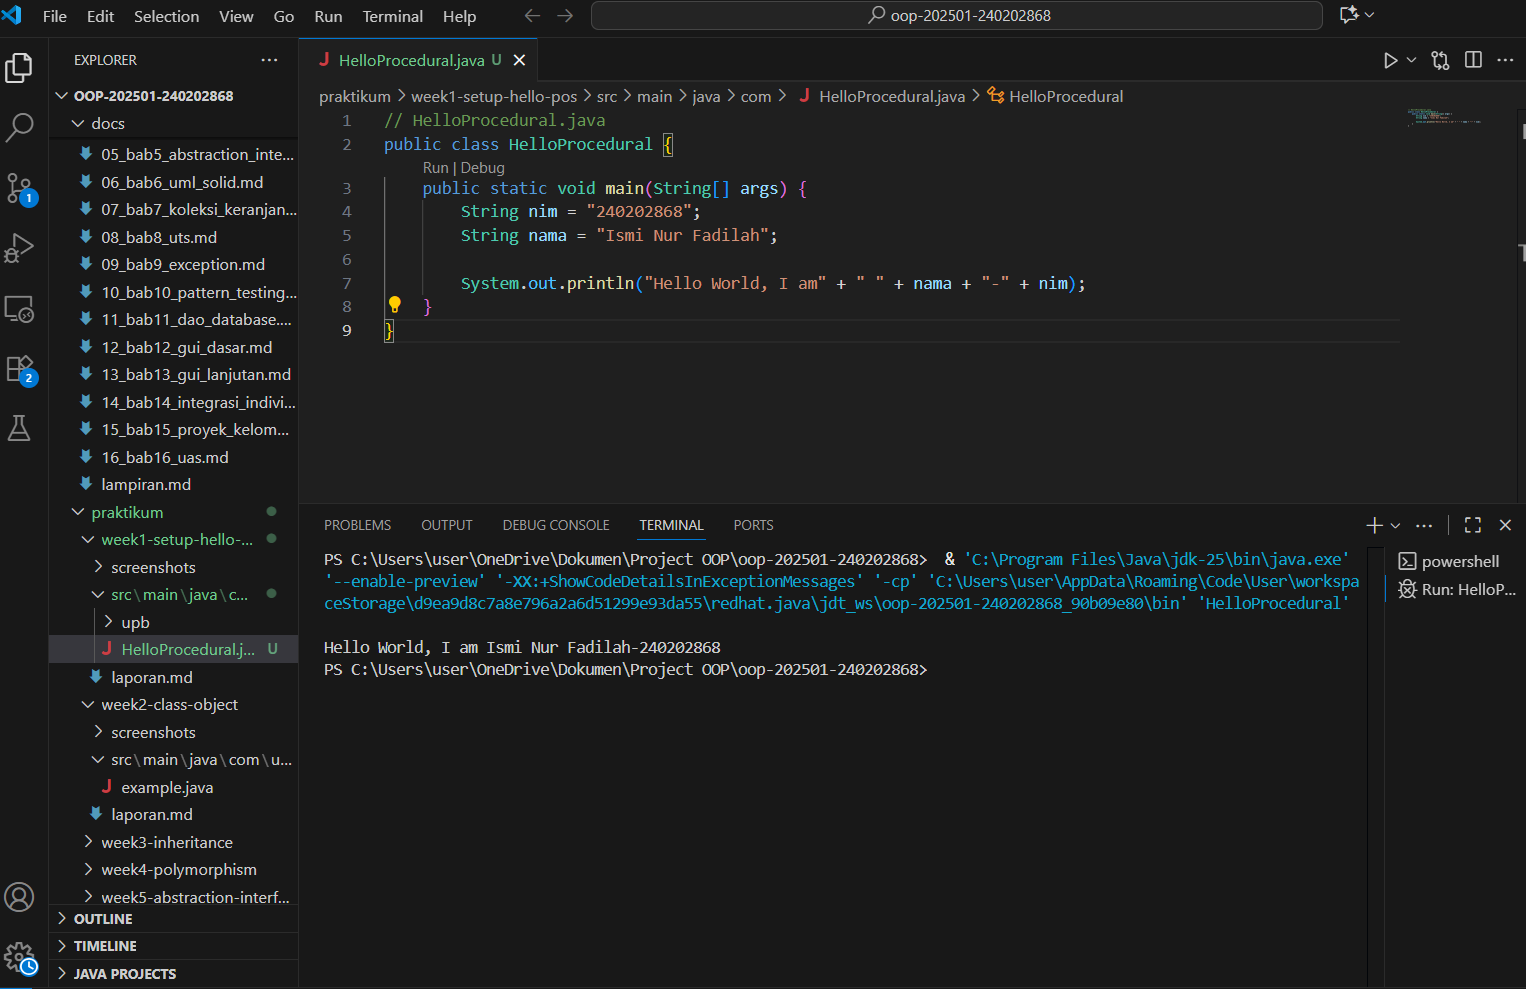 File Edit Selection View Go Run Terminal Help
oop-202501-240202868
EXPLORER
OOP-202501-240202868
docs
05_bab5_abstraction_inte...
06_bab6_uml_solid.md
07_bab7_koleksi_keranjan...
08_bab8_uts.md
09_bab9_exception.md
10_bab10_pattern_testing...
11_bab11_dao_database....
12_bab12_gui_dasar.md
13_bab13_gui_lanjutan.md
14_bab14_integrasi_indivi...
15_bab15_proyek_kelom...
16_bab16_uas.md
lampiran.md
praktikum
week1-setup-hello-...
screenshots
src\main\java\c...
upb
HelloProcedural.j... U
laporan.md
week2-class-object
screenshots
src\main\java\com\u...
example.java
laporan.md
week3-inheritance
week4-polymorphism
week5-abstraction-interf...
OUTLINE
TIMELINE
JAVA PROJECTS
1
2
HelloProcedural.java U
praktikum > week1-setup-hello-pos > src > main > java > com > HelloProcedural.java > HelloProcedural
1 // HelloProcedural.java
2 public class HelloProcedural {
Run | Debug
3 public static void main(String[] args) {
4 String nim = "240202868";
5 String nama = "Ismi Nur Fadilah";
6
7 System.out.println("Hello World, I am" + " " + nama + "-" + nim);
8 }
9 }
PROBLEMS OUTPUT DEBUG CONSOLE TERMINAL PORTS
PS C:\Users\user\OneDrive\Dokumen\Project OOP\oop-202501-240202868> & 'C:\Program Files\Java\jdk-25\bin\java.exe'
'--enable-preview' '-XX:+ShowCodeDetailsInExceptionMessages' '-cp' 'C:\Users\user\AppData\Roaming\Code\User\workspa
ceStorage\d9ea9d8c7a8e796a2a6d51299e93da55\redhat.java\jdt_ws\oop-202501-240202868_90b09e80\bin' 'HelloProcedural'
Hello World, I am Ismi Nur Fadilah-240202868
PS C:\Users\user\OneDrive\Dokumen\Project OOP\oop-202501-240202868>
powershell
Run: HelloP...